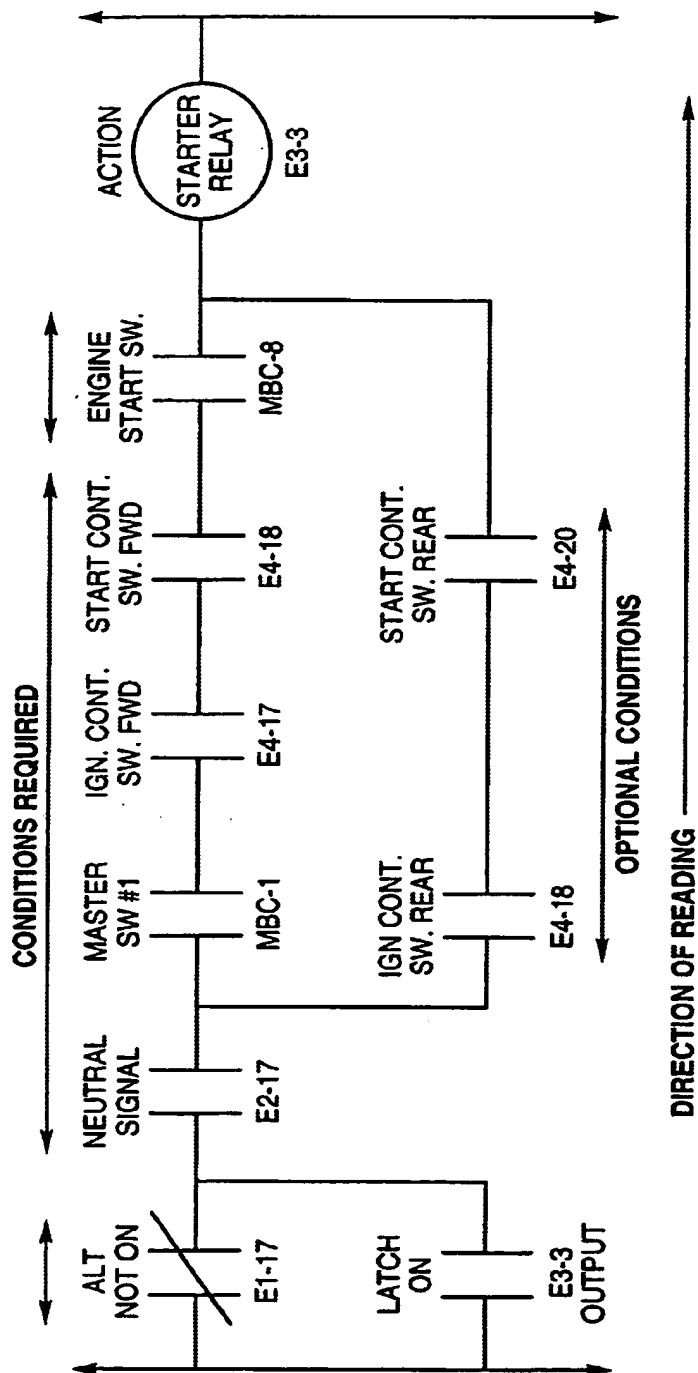 CONDITIONS REQUIRED
ALT
NOT ON
E1-17
NEUTRAL
SIGNAL
E2-17
MASTER
SW #1
MBC-1
IGN. CONT.
SW. FWD
E4-17
START CONT.
SW. FWD
E4-18
ENGINE
START SW.
MBC-8
ACTION
STARTER
RELAY
E3-3
LATCH
ON
E3-3
OUTPUT
IGN CONT.
SW. REAR
E4-18
START CONT.
SW. REAR
E4-20
OPTIONAL CONDITIONS
DIRECTION OF READING